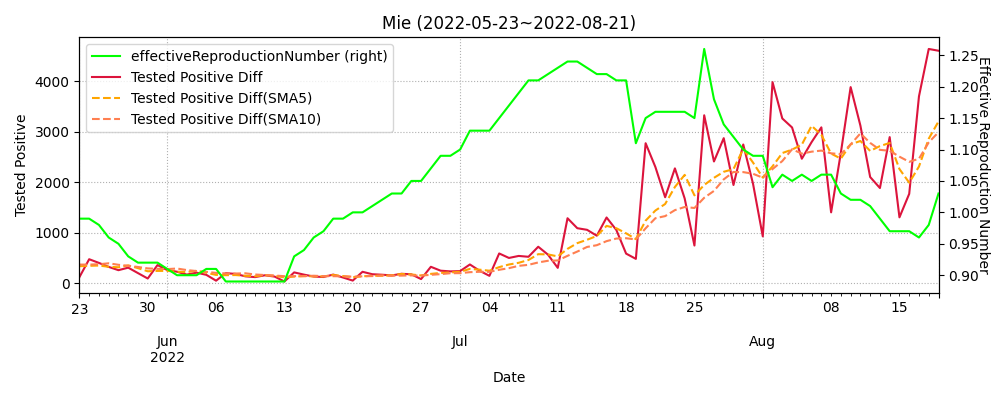 Mie (2022-05-23~2022-08-21)
effectiveReproductionNumber (right)
Tested Positive Diff
Tested Positive Diff(SMA5)
Tested Positive Diff(SMA10)
Tested Positive
4000
3000
2000
1000
0
Effective Reproduction Number
1.25
1.20
1.15
1.10
1.05
1.00
0.95
0.90
23 30 06 13 20 27 04 11 18 25 08 15
Jun Jul Aug
2022
Date